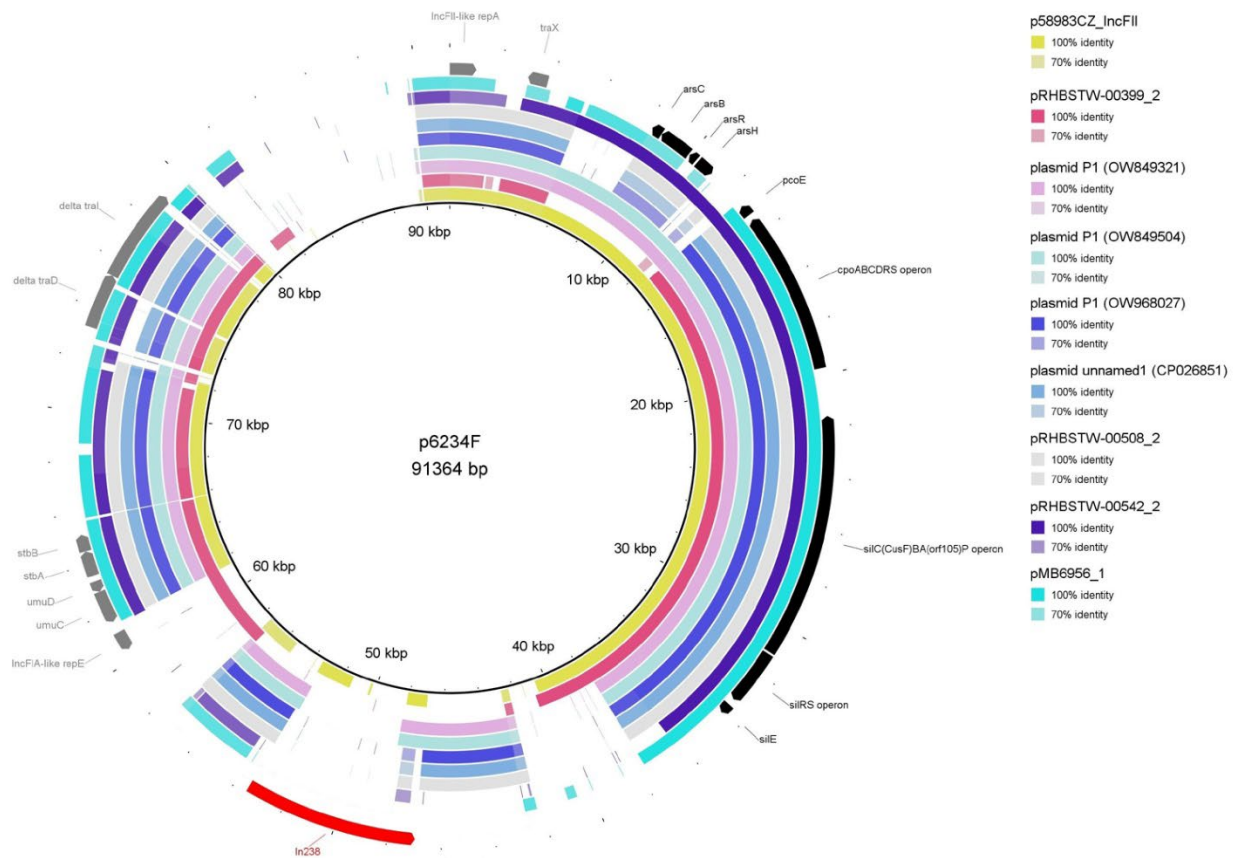 IncFII-like repA
traX
arsC
arsB
arsR
arsH
pcoE
cpoABCDRS operon
silC(CusF)BA(orf105)P operon
silRS operon
silE
In238
IncFIA-like repE
umuC
umuD
stbA
stbB
delta traD
delta traI
90 kbp
10 kbp
20 kbp
30 kbp
40 kbp
50 kbp
60 kbp
70 kbp
80 kbp
p6234F
91364 bp
p58983CZ_IncFII
100% identity
70% identity
pRHBSTW-00399_2
100% identity
70% identity
plasmid P1 (OW849321)
100% identity
70% identity
plasmid P1 (OW849504)
100% identity
70% identity
plasmid P1 (OW968027)
100% identity
70% identity
plasmid unnamed1 (CP026851)
100% identity
70% identity
pRHBSTW-00508_2
100% identity
70% identity
pRHBSTW-00542_2
100% identity
70% identity
pMB6956_1
100% identity
70% identity